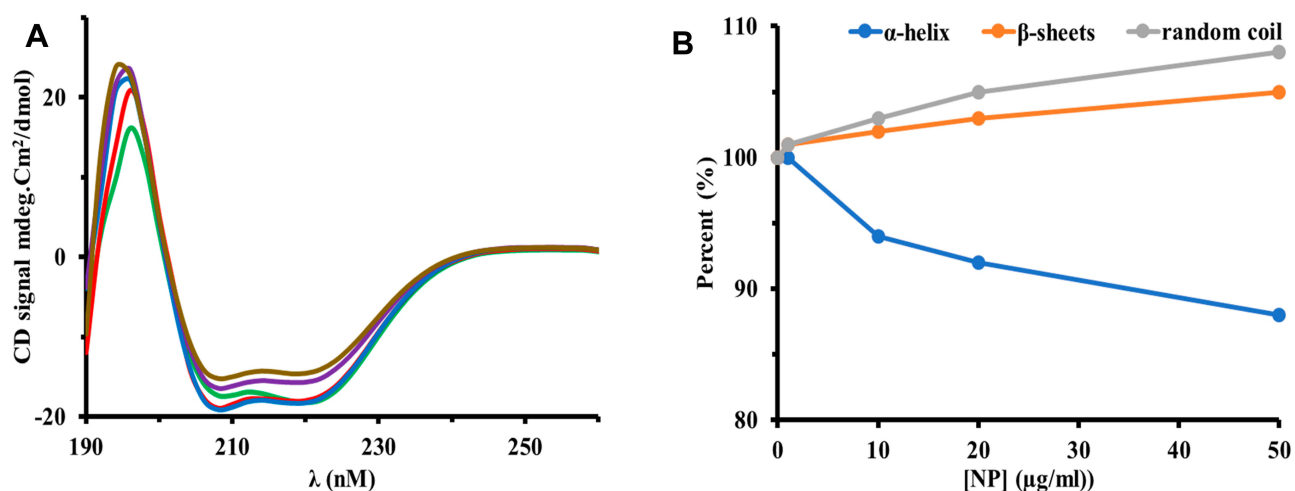 A
CD signal mdeg.Cm²/dmol
20
0
-20
190
210
230
250
λ (nM)
B
α-helix
β-sheets
random coil
Percent (%)
110
100
90
80
0
10
20
30
40
50
[NP] (µg/ml))